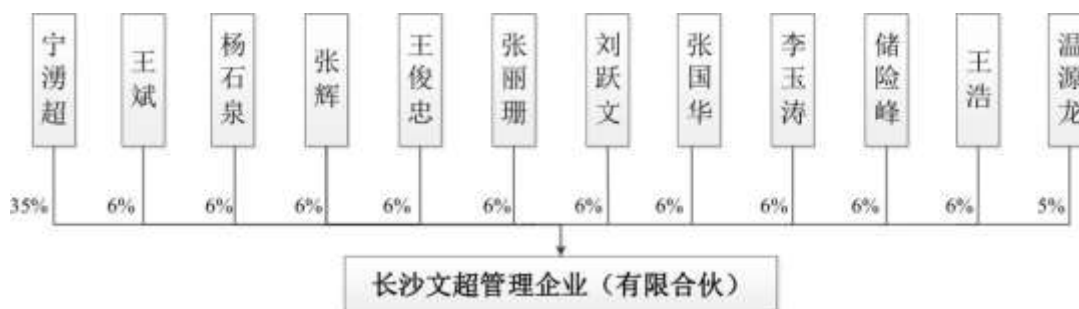 宁湧超
王斌
杨石泉
张辉
王俊忠
张丽珊
刘跃文
张国华
李玉涛
储险峰
王浩
温源龙
35%
6%
6%
6%
6%
6%
6%
6%
6%
6%
6%
5%
长沙文超管理企业（有限合伙）